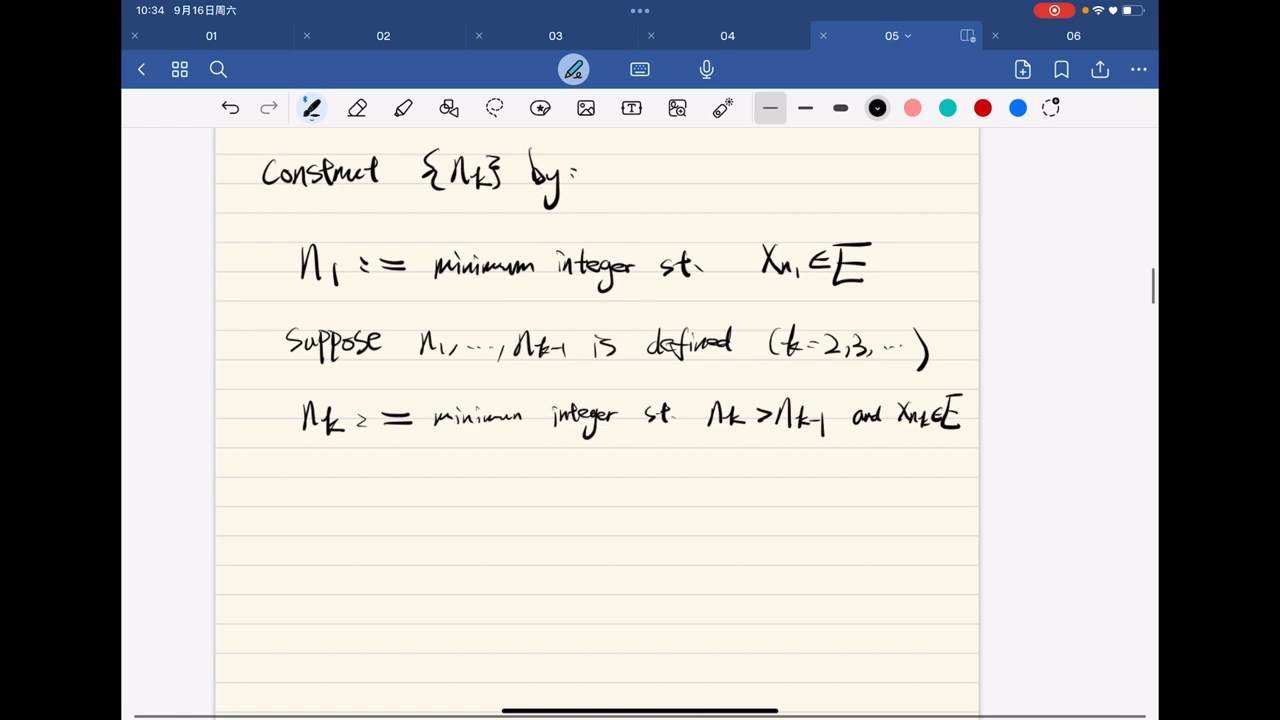 10:34 9月16日周六
01 02 03 04 05 06
Construct {nk} by:
n1 := minimum integer st. xn1 ∈ E
Suppose n1, ..., nk-1 is defined (k=2,3, ...)
nk := minimun integer st. nk > nk-1 and xnk ∈ E